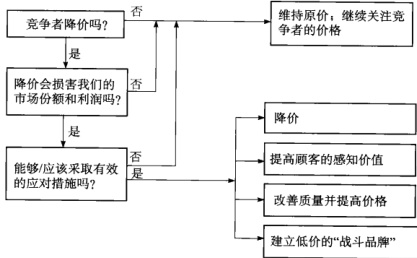 竞争者降价吗?
否
维持原价;继续关注竞
争者的价格
是
降价会损害我们的
市场份额和利润吗?
否
是
能够/应该采取有效
的应对措施吗?
否
是
降价
提高顾客的感知价值
改善质量并提高价格
建立低价的“战斗品牌”